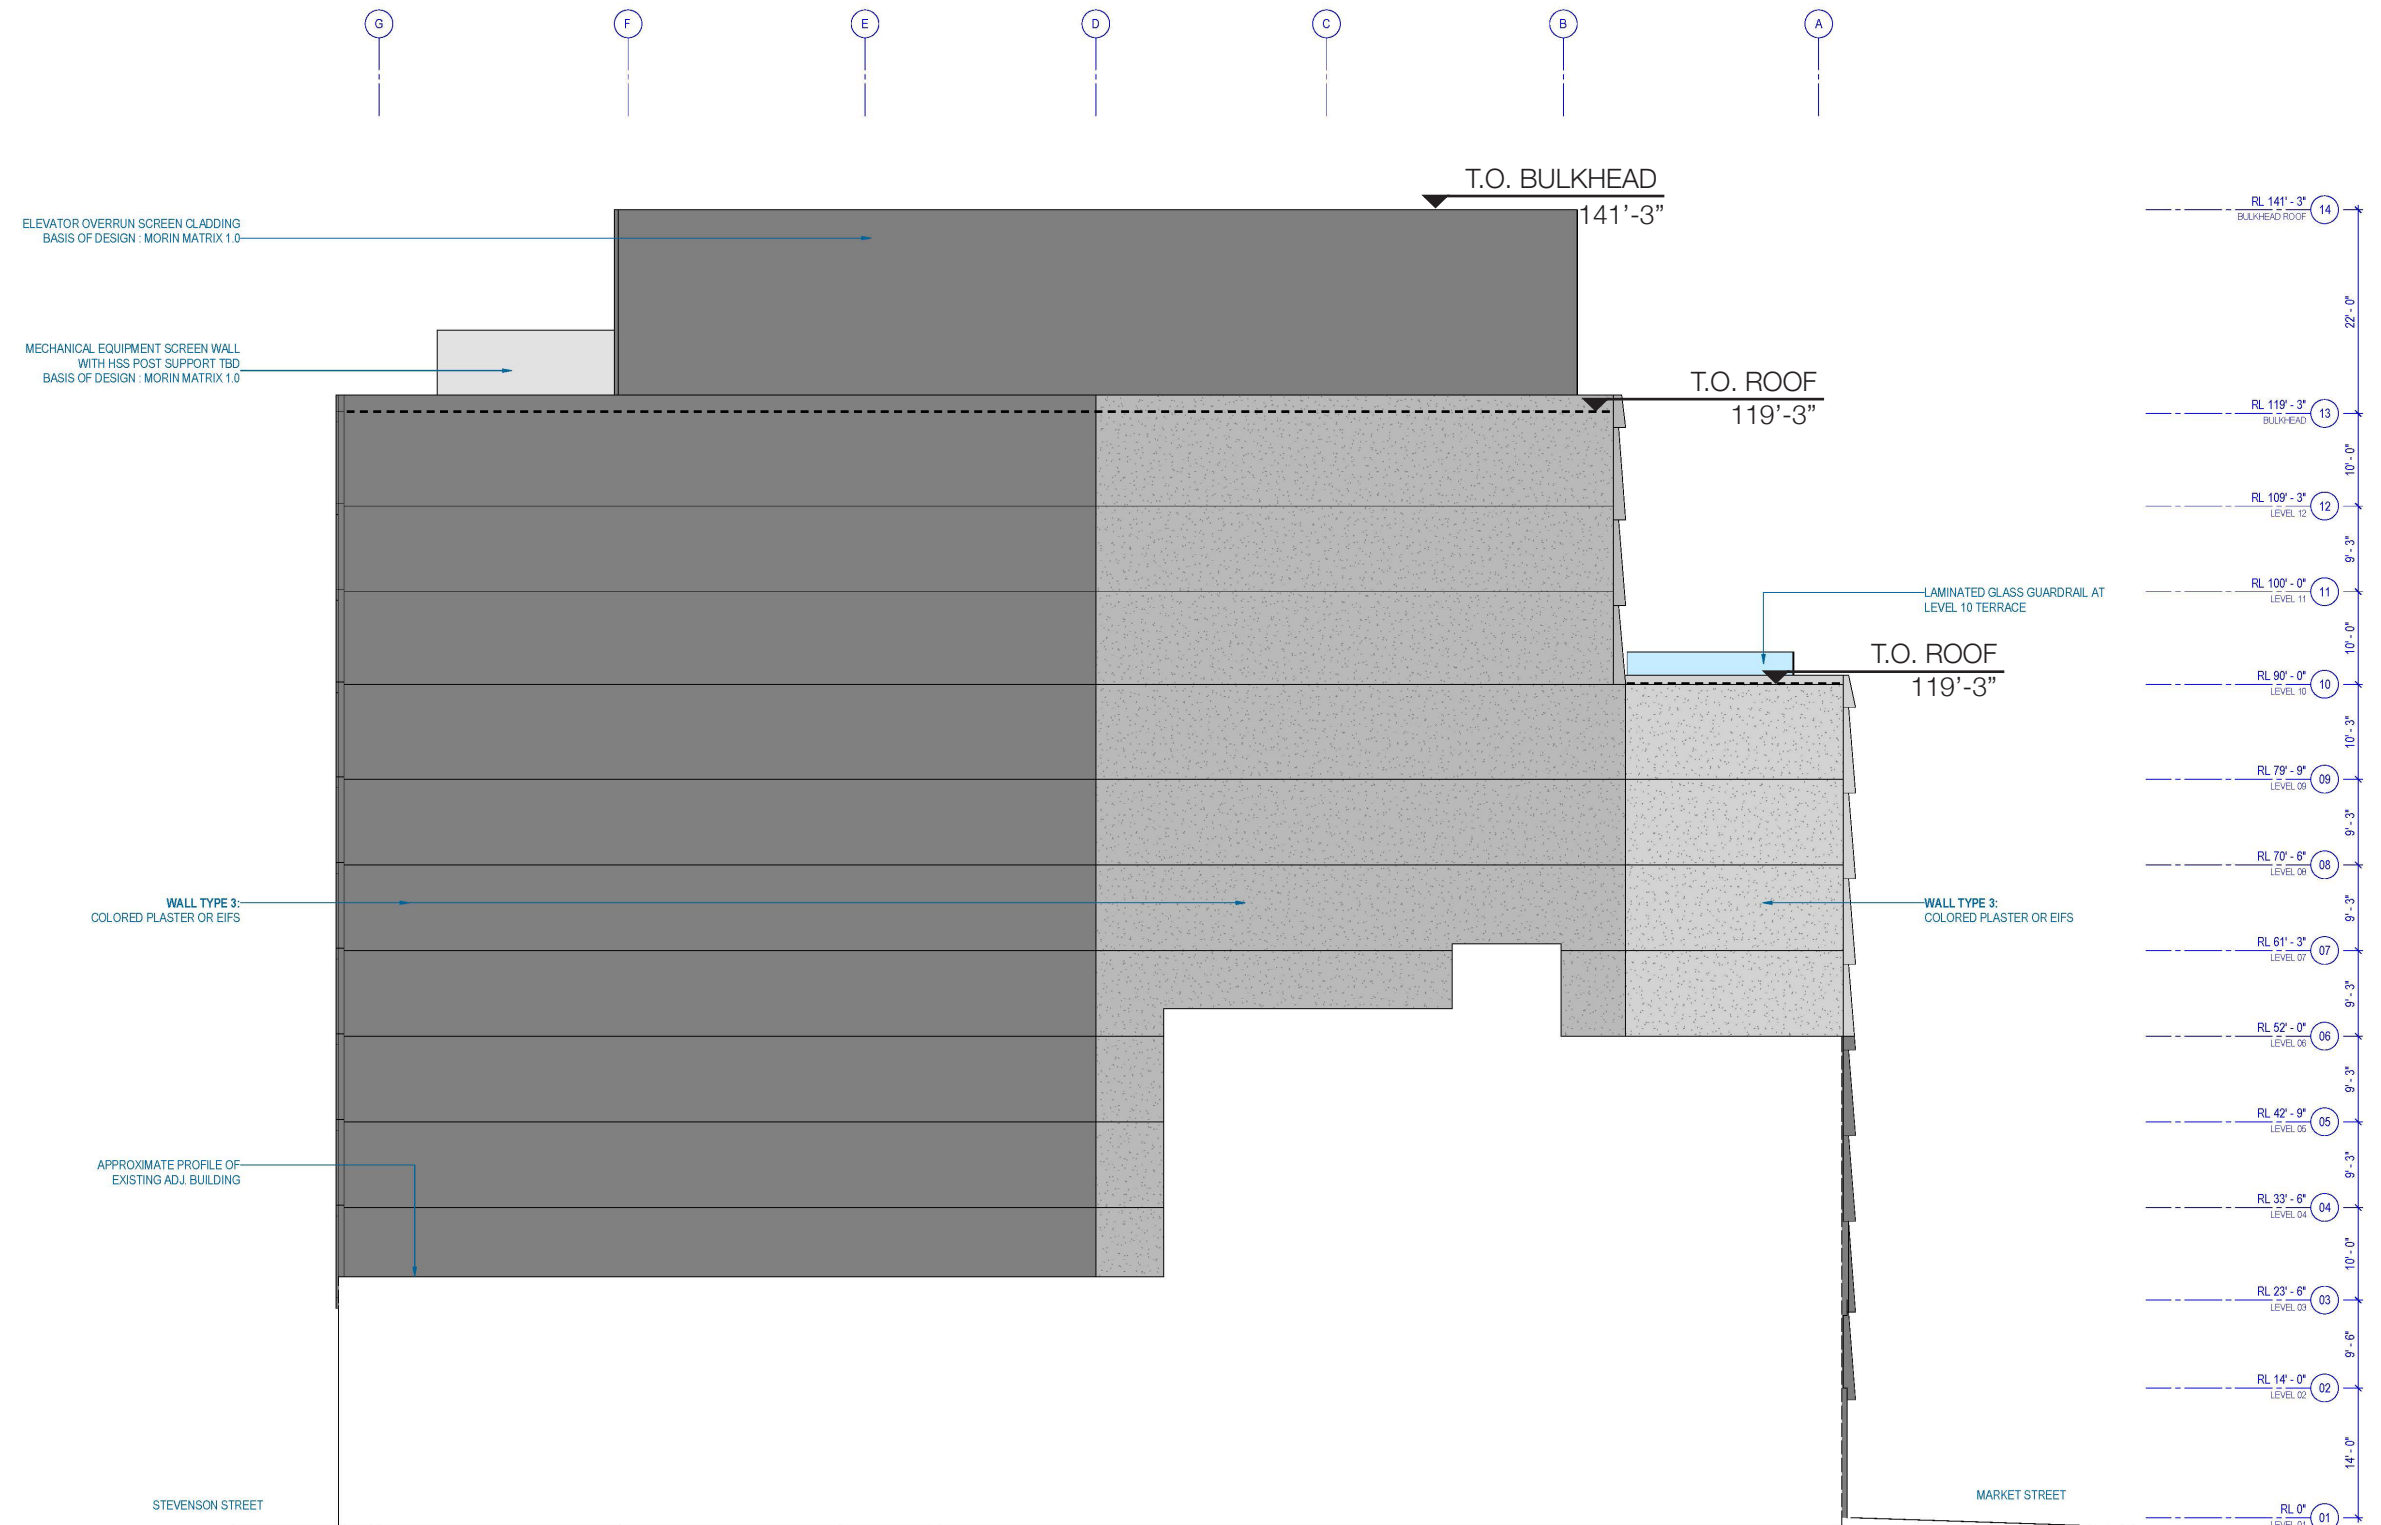 G F E D C B A
T.O. BULKHEAD
141'-3"
ELEVATOR OVERRUN SCREEN CLADDING
BASIS OF DESIGN : MORIN MATRIX 1.0
MECHANICAL EQUIPMENT SCREEN WALL
WITH HSS POST SUPPORT TBD
BASIS OF DESIGN : MORIN MATRIX 1.0
T.O. ROOF
119'-3"
LAMINATED GLASS GUARDRAIL AT
LEVEL 10 TERRACE
T.O. ROOF
119'-3"
WALL TYPE 3:
COLORED PLASTER OR EIFS
WALL TYPE 3:
COLORED PLASTER OR EIFS
APPROXIMATE PROFILE OF
EXISTING ADJ. BUILDING
STEVENSON STREET
MARKET STREET
RL 141' - 3" 14
BULKHEAD ROOF
22' - 0"
RL 119' - 3" 13
BULKHEAD
10' - 0"
RL 109' - 3" 12
LEVEL 12
9' - 3"
RL 100' - 0" 11
LEVEL 11
10' - 0"
RL 90' - 0" 10
LEVEL 10
10' - 3"
RL 79' - 9" 09
LEVEL 09
9' - 3"
RL 70' - 6" 08
LEVEL 08
9' - 3"
RL 61' - 3" 07
LEVEL 07
9' - 3"
RL 52' - 0" 06
LEVEL 06
9' - 3"
RL 42' - 9" 05
LEVEL 05
9' - 3"
RL 33' - 6" 04
LEVEL 04
10' - 0"
RL 23' - 6" 03
LEVEL 03
9' - 6"
RL 14' - 0" 02
LEVEL 02
14' - 0"
RL 0" 01
LEVEL 01